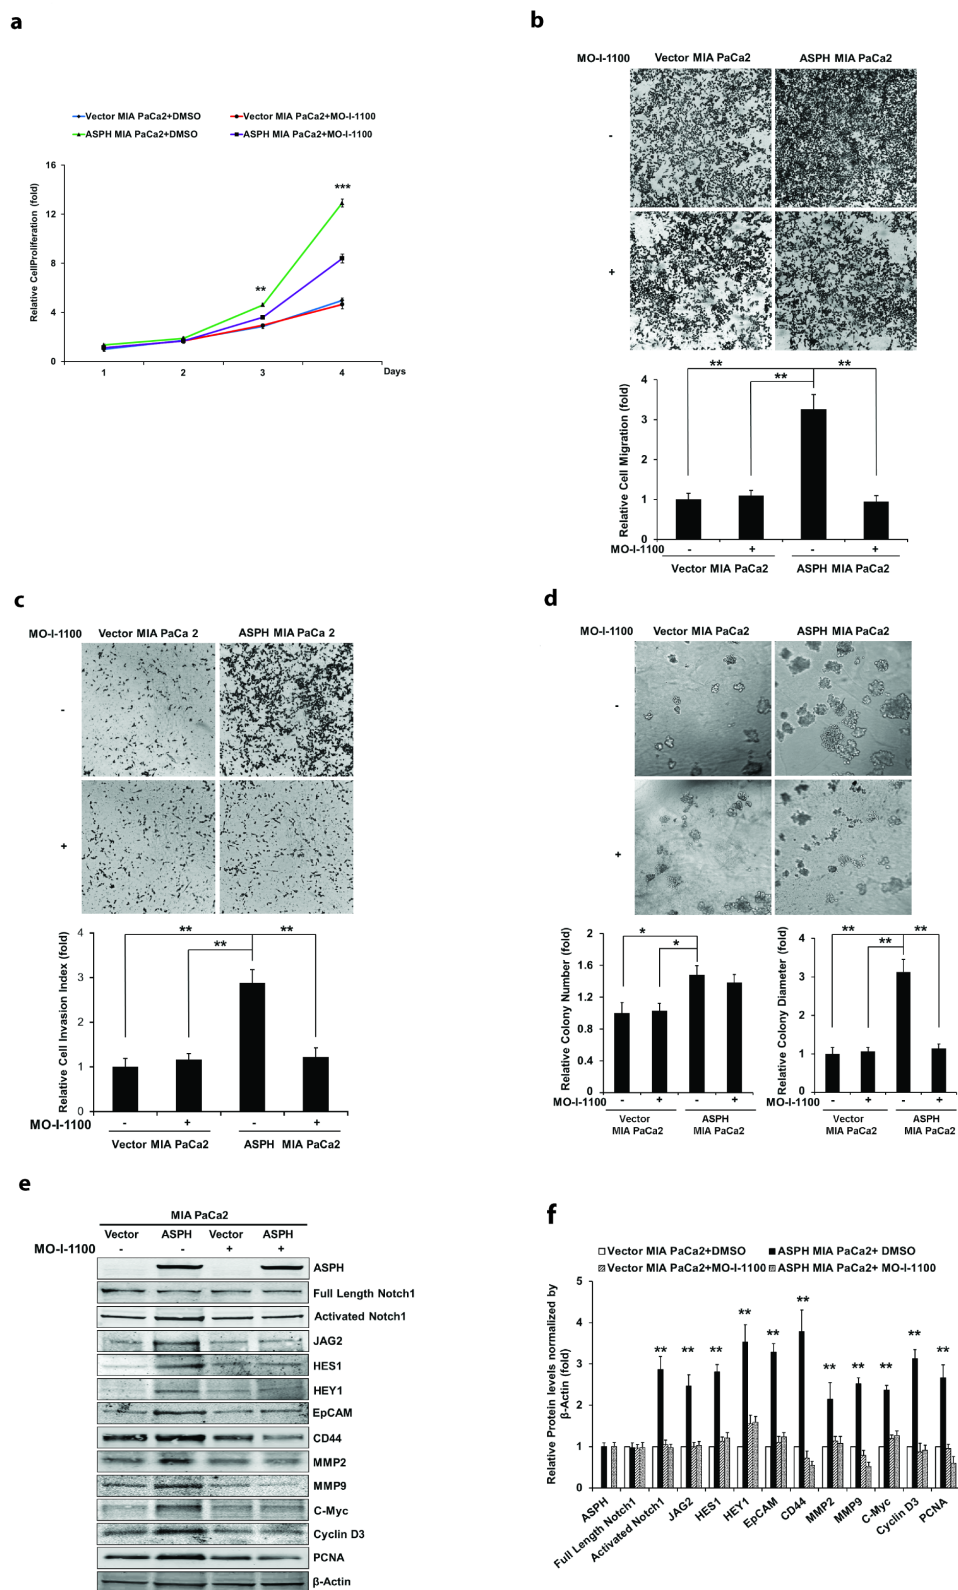 a
Vector MIA PaCa2+DMSO
Vector MIA PaCa2+MO-I-1100
ASPH MIA PaCa2+DMSO
ASPH MIA PaCa2+MO-I-1100
Relative CellProliferation (fold)
16
12
8
4
0
**
***
1 2 3 4 Days
b
MO-I-1100 Vector MIA PaCa2 ASPH MIA PaCa2
-
+
Relative Cell Migration (fold)
4
3
2
1
0
** ** **
MO-I-1100 - + - +
Vector MIA PaCa2 ASPH MIA PaCa2
c
MO-I-1100 Vector MIA PaCa 2 ASPH MIA PaCa 2
-
+
Relative Cell Invasion Index (fold)
4
3
2
1
0
** ** **
MO-I-1100 - + - +
Vector MIA PaCa2 ASPH MIA PaCa2
d
MO-I-1100 Vector MIA PaCa2 ASPH MIA PaCa2
-
+
Relative Colony Number (fold)
2
1.6
1.2
0.8
0.4
0
* *
MO-I-1100 - + - +
Vector ASPH
MIA PaCa2 MIA PaCa2
Relative Colony Diameter (fold)
4
3
2
1
0
** ** **
MO-I-1100 - + - +
Vector ASPH
MIA PaCa2 MIA PaCa2
e
MIA PaCa2
Vector ASPH Vector ASPH
MO-I-1100 - - + +
ASPH
Full Length Notch1
Activated Notch1
JAG2
HES1
HEY1
EpCAM
CD44
MMP2
MMP9
C-Myc
Cyclin D3
PCNA
β-Actin
f
Vector MIA PaCa2+DMSO
ASPH MIA PaCa2+ DMSO
Vector MIA PaCa2+MO-I-1100
ASPH MIA PaCa2+ MO-I-1100
Relative Protein levels normalized by
β-Actin (fold)
5
4
3
2
1
0
** ** ** ** ** ** ** ** ** ** **
ASPH
Full Length Notch1
Activated Notch1
JAG2
HES1
HEY1
EpCAM
CD44
MMP2
MMP9
C-Myc
Cyclin D3
PCNA